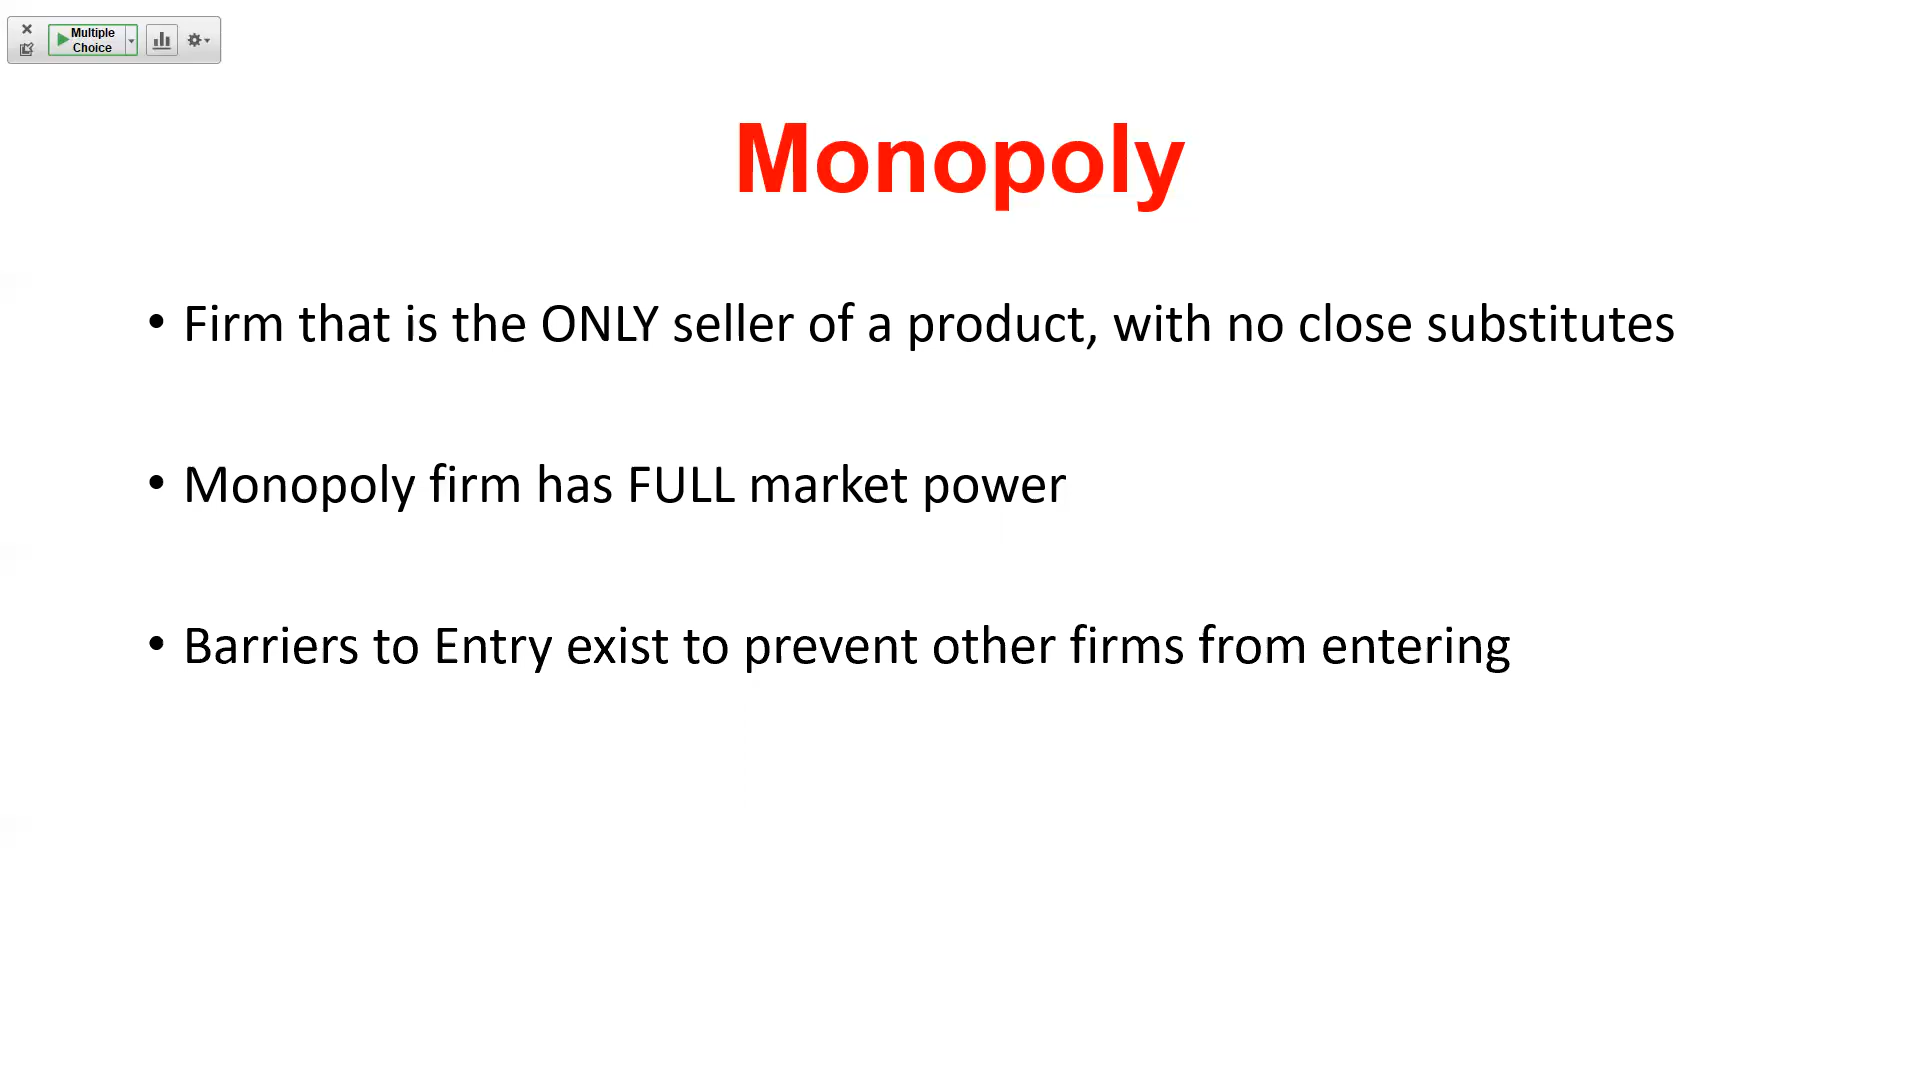 Multiple
Choice
Monopoly
• Firm that is the ONLY seller of a product, with no close substitutes
• Monopoly firm has FULL market power
• Barriers to Entry exist to prevent other firms from entering